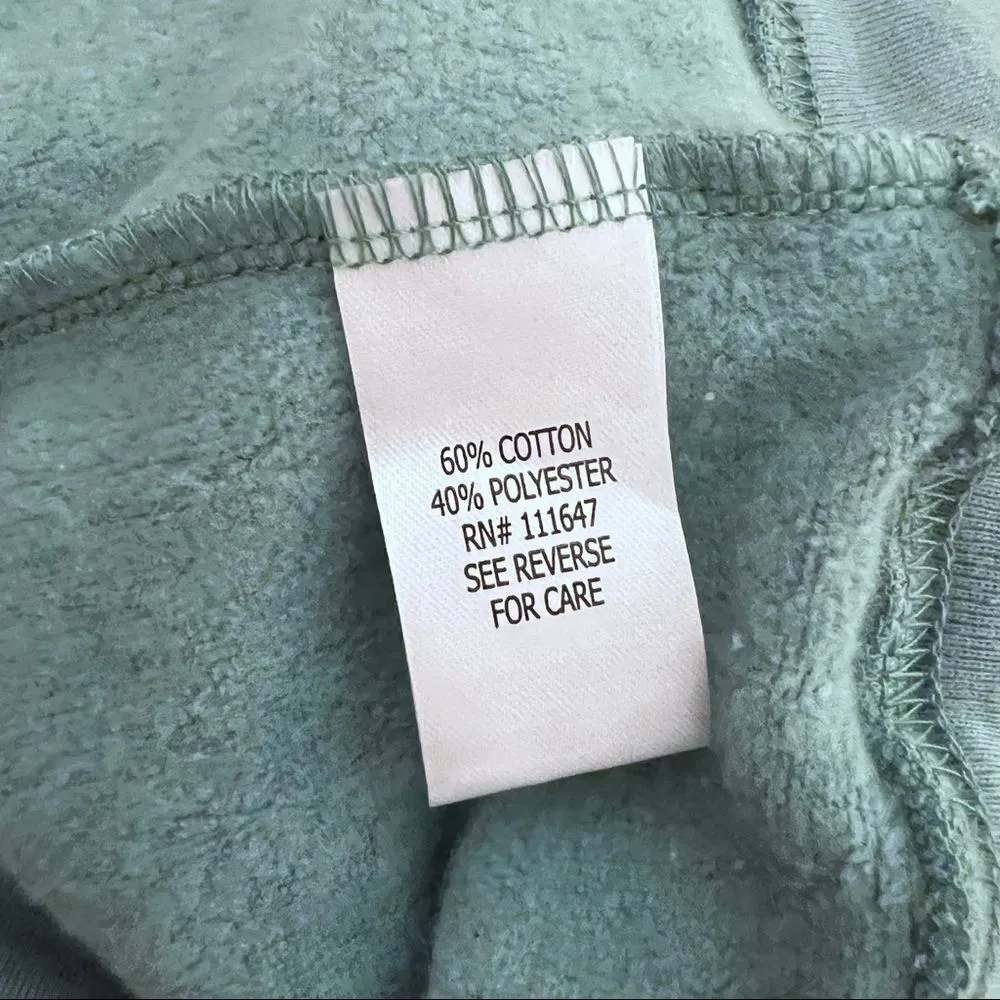 60% COTTON
40% POLYESTER
RN# 111647
SEE REVERSE
FOR CARE